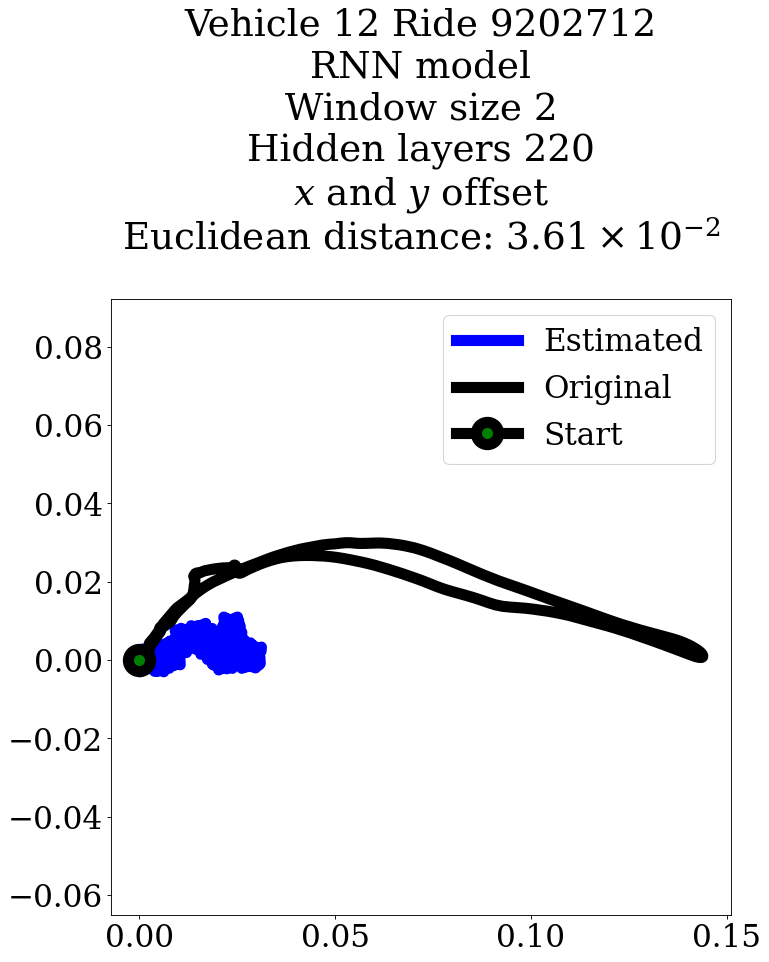 Vehicle 12 Ride 9202712
RNN model
Window size 2
Hidden layers 220
x and y offset
Euclidean distance: 3.61 × 10⁻²
Estimated
Original
Start
0.08
0.06
0.04
0.02
0.00
−0.02
−0.04
−0.06
0.00 0.05 0.10 0.15